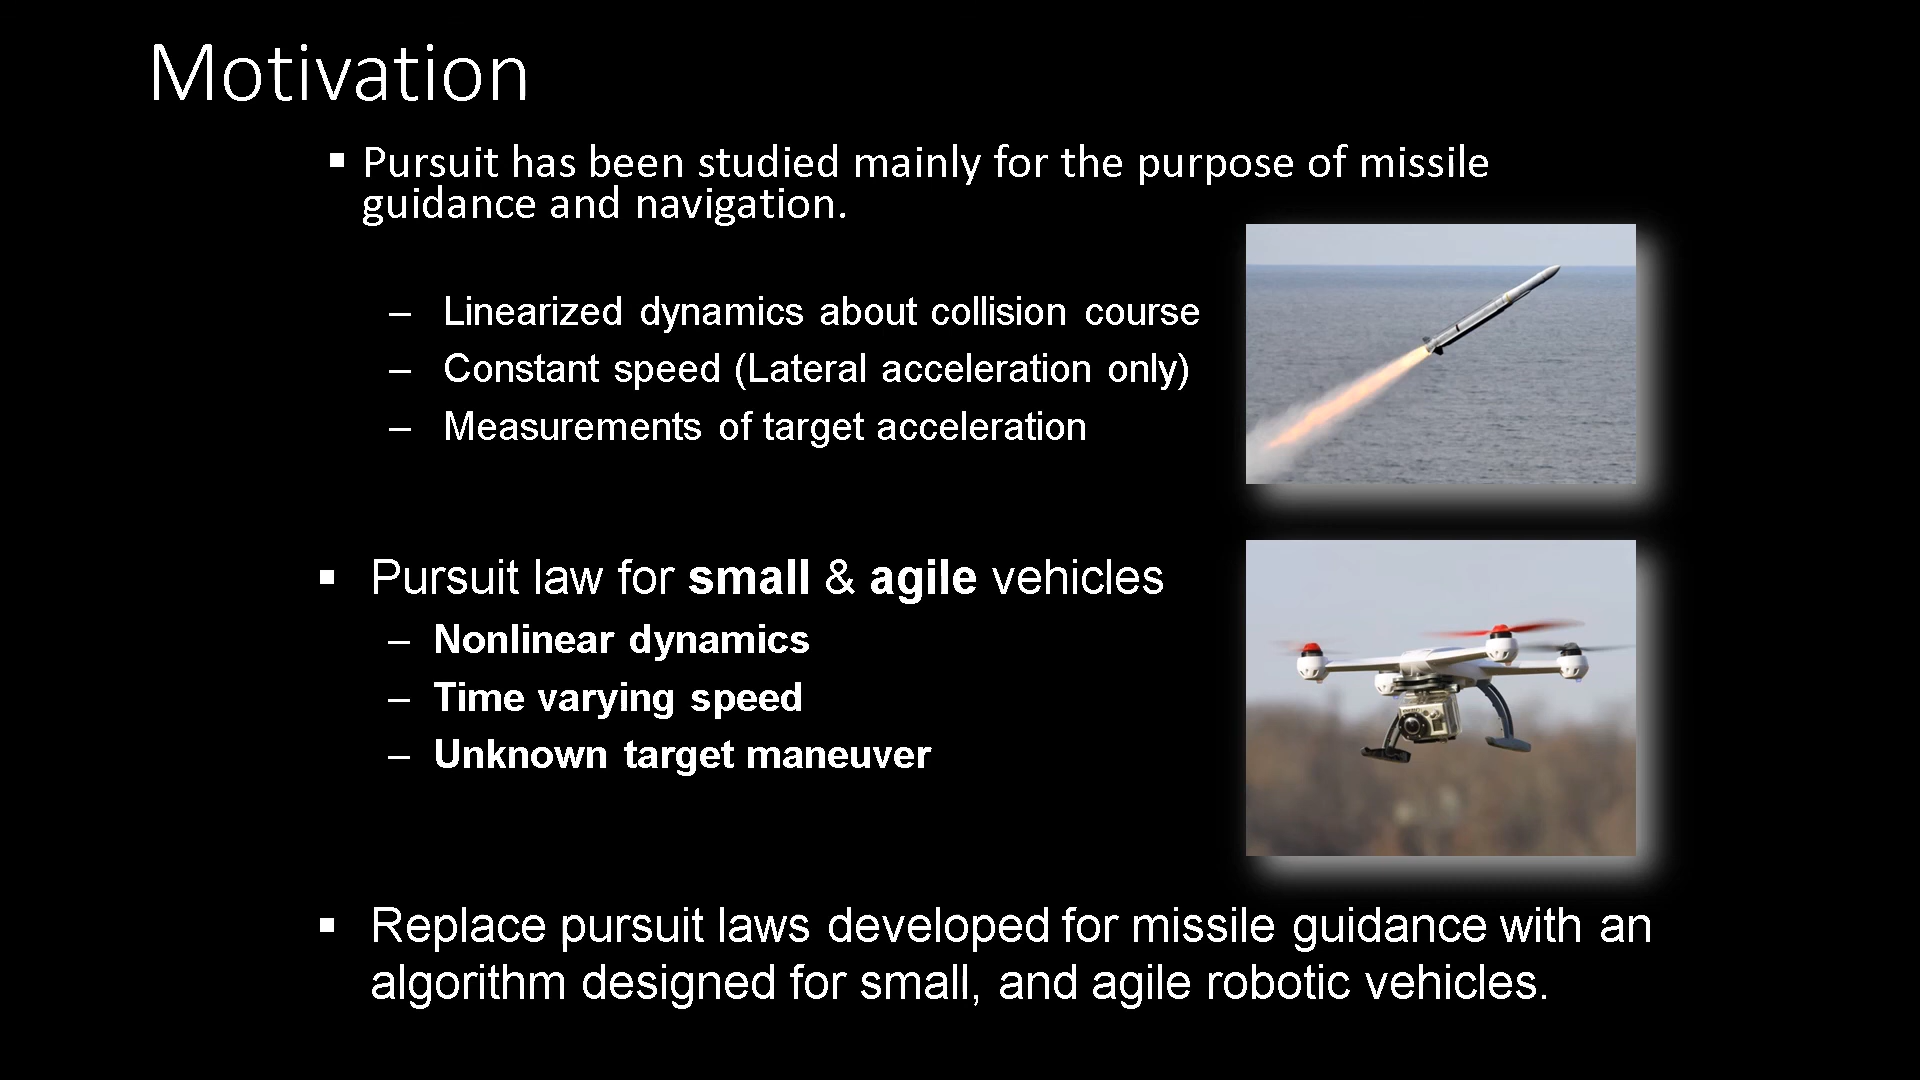 Motivation
▪ Pursuit has been studied mainly for the purpose of missile
guidance and navigation.
– Linearized dynamics about collision course
– Constant speed (Lateral acceleration only)
– Measurements of target acceleration
▪ Pursuit law for small & agile vehicles
– Nonlinear dynamics
– Time varying speed
– Unknown target maneuver
▪ Replace pursuit laws developed for missile guidance with an
algorithm designed for small, and agile robotic vehicles.